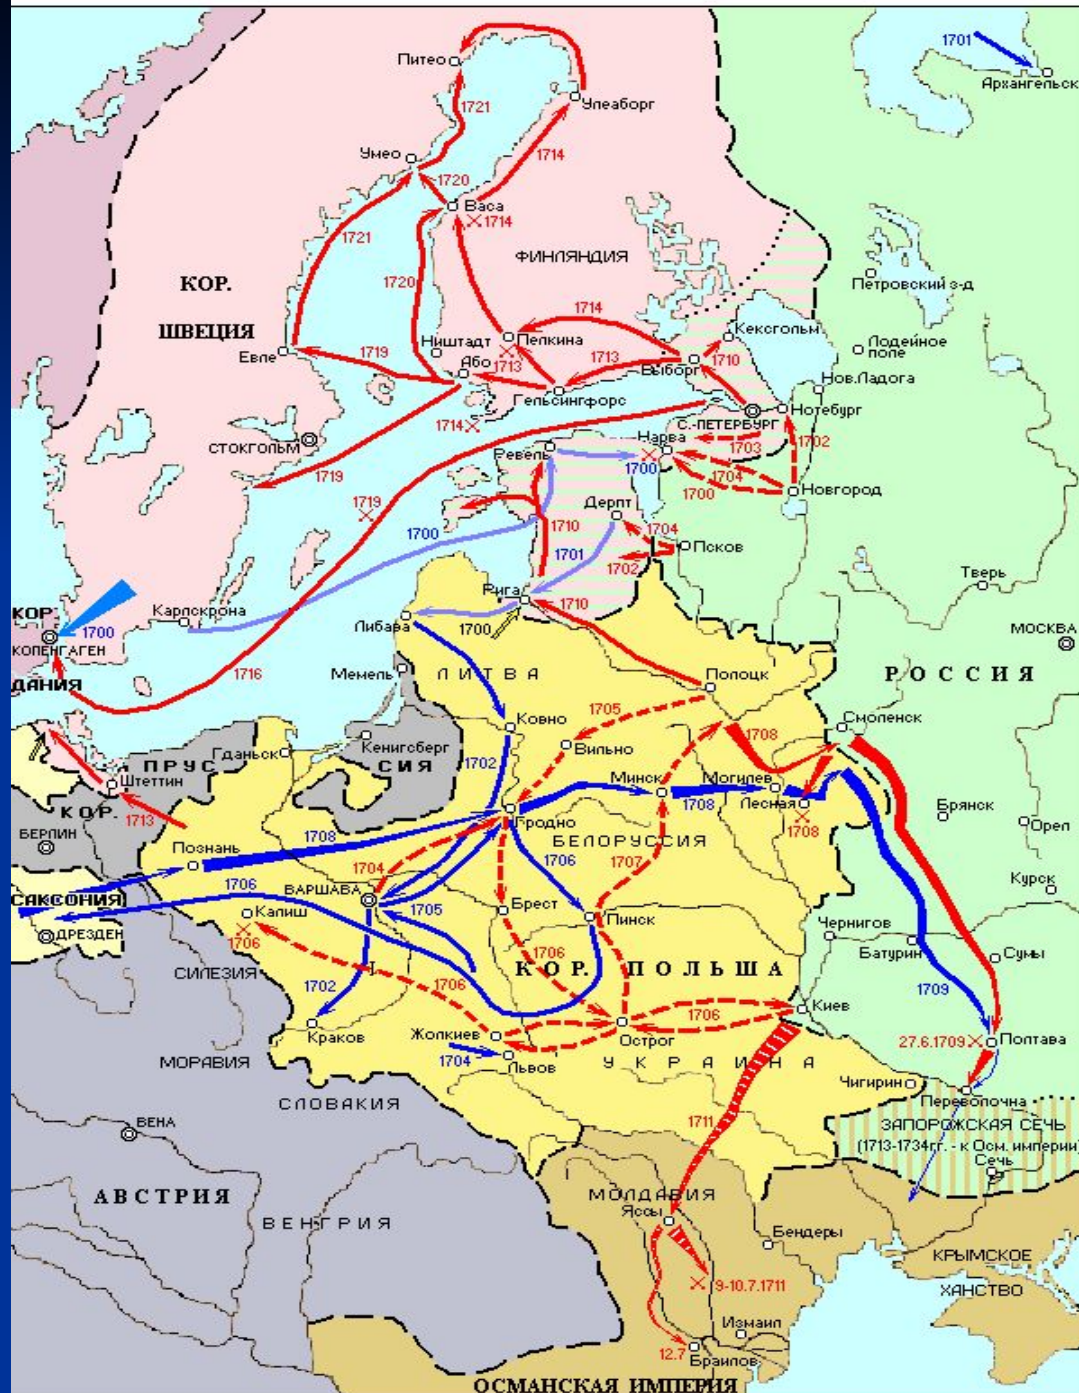 1701
Архангельск
Питео
1721
Улеаборг
Умео
1714
1720
Васа
1714
1721
ФИНЛЯНДИЯ
1720
Петровский з-д
КОР.
ШВЕЦИЯ
1714
Кексгольм
Лодейное
поле
Ништадт
Пелкина
Евле
1719
Або
1713
1713
Выборг
1710
Нов.Ладога
Гельсингфорс
Нотебург
1714
С.-ПЕТЕРБУРГ
СТОКГОЛЬМ
Нарва
1703
1702
Ревель
1700
1704
1719
1700
Новгород
1719
Дерпт
1700
1710
1704
1701
Псков
1702
Тверь
Рига
1710
КОР.
Карлскрона
1700
Либава
1700
МОСКВА
КОПЕНГАГЕН
ДАНИЯ
1716
Мемель
ЛИТВА
Полоцк
РОССИЯ
1705
Смоленск
Ковно
1708
Кенигсберг
Вильно
Гданьск
ПРУС
СИЯ
1702
Штеттин
Минск
Могилев
1708
Лесная
КОР.
1713
Гродно
Брянск
1708
1708
Орел
БЕРЛИН
БЕЛОРУССИЯ
Познань
1704
1706
1707
1706
ВАРШАВА
Курск
САКСОНИЯ)
Калиш
1705
Брест
Пинск
Чернигов
ДРЕЗДЕН
1706
1706
Батурин
Сумы
СИЛЕЗИЯ
КОР. ПОЛЬША
1702
1706
1709
Киев
1706
Краков
Жолкиев
Острог
27.6.1709
Полтава
МОРАВИЯ
1704
Львов
УКРАИНА
Чигирин
СЛОВАКИЯ
Переволочна
ВЕНА
1711
ЗАПОРОЖСКАЯ СЕЧЬ
(1713-1734гг. - к Осм. империи)
Сечь
АВСТРИЯ
МОЛДАВИЯ
Яссы
ВЕНГРИЯ
Бендеры
КРЫМСКОЕ
9-10.7.1711
ХАНСТВО
Измаил
12.7
Браилов
ОСМАНСКАЯ ИМПЕРИЯ